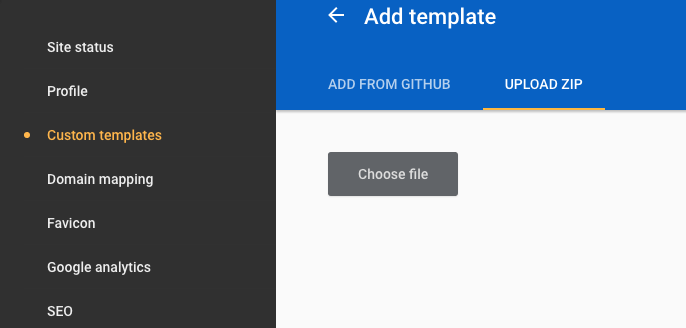 Site status
Profile
Custom templates
Domain mapping
Favicon
Google analytics
SEO
Add template
ADD FROM GITHUB
UPLOAD ZIP
Choose file